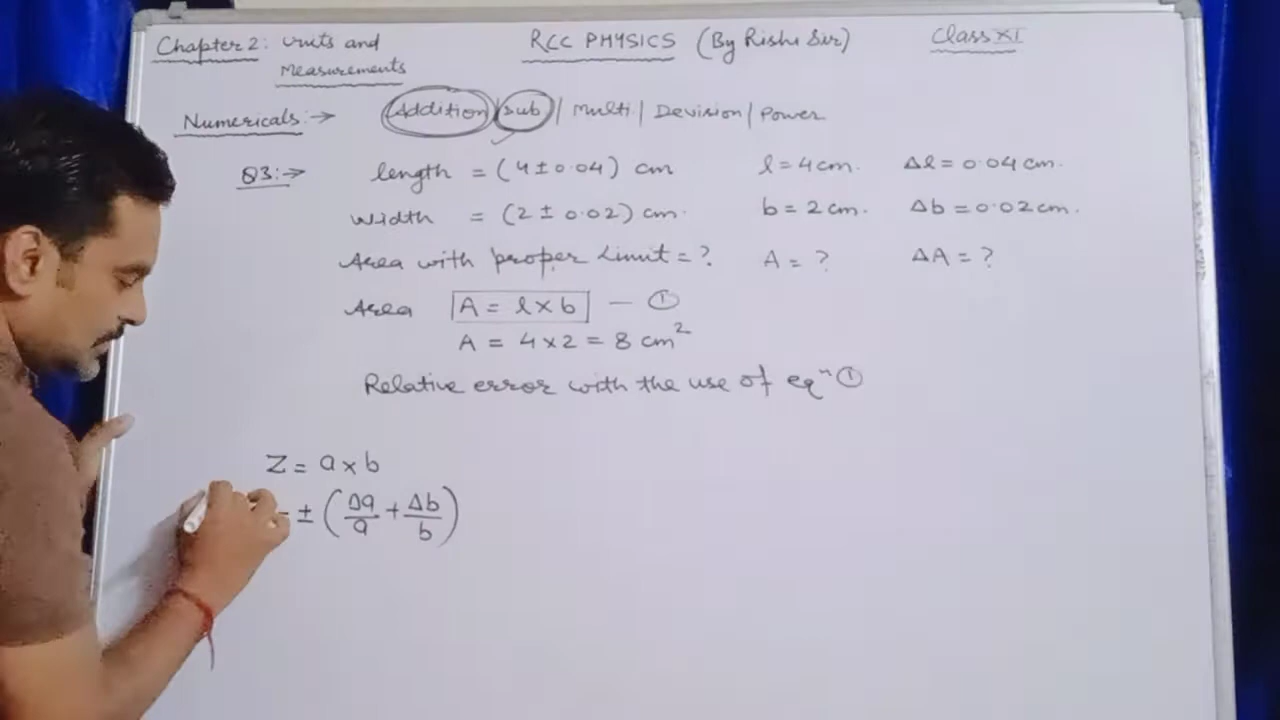 Chapter 2: units and Measurements
RCC PHYSICS (By Rishi Sir)
Class XI
Numericals:→ Addition / Sub / Multi / Devision / Power
Q3:→ length = (4 ± 0.04) cm l = 4 cm. Δl = 0.04 cm.
Width = (2 ± 0.02) cm. b = 2 cm. Δb = 0.02 cm.
Area with proper Limit = ? A = ? ΔA = ?
Area A = l × b — ①
A = 4 × 2 = 8 cm²
Relative error with the use of eqⁿ ①
Z = a × b
± (Δa/a + Δb/b)